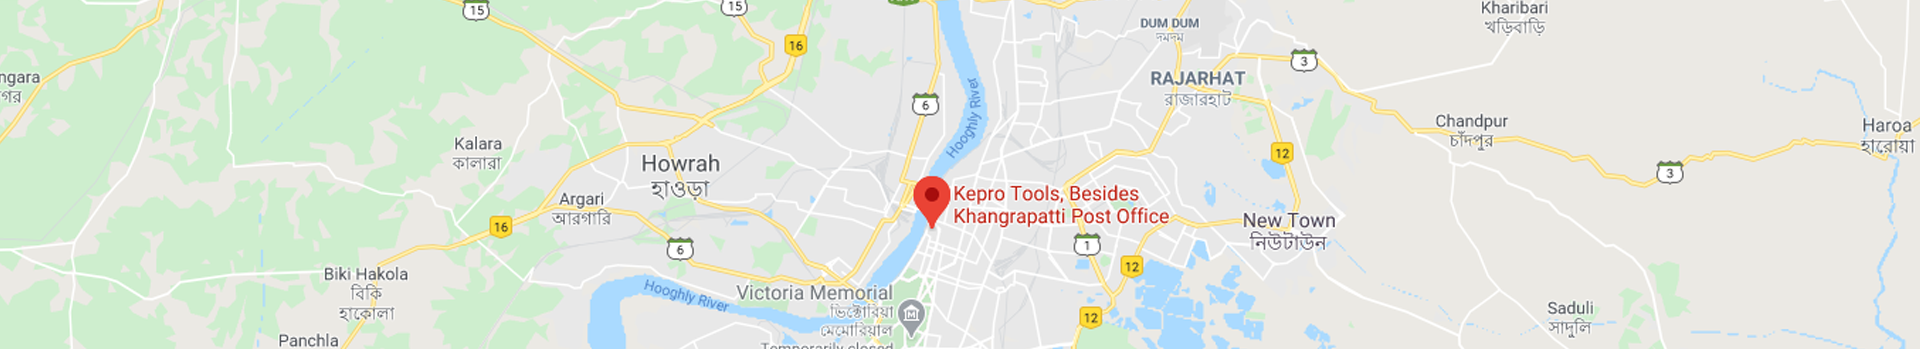 15
15
Kharibari
খড়িবাড়ি
DUM DUM
দমদম
16
3
ngara
গর
RAJARHAT
রাজারহাট
6
Hooghly River
Chandpur
চাঁদপুর
Haroa
হারোয়া
Kalara
কালারা
Howrah
হাওড়া
12
3
Argari
আরগারি
Kepro Tools, Besides
Khangrapatti Post Office
16
6
1
New Town
নিউটাউন
12
Biki Hakola
বিকি
হাকোলা
Hooghly River
Victoria Memorial
ভিক্টোরিয়া
মেমোরিয়াল
Temporarily closed
12
Saduli
সাদুলি
Panchla